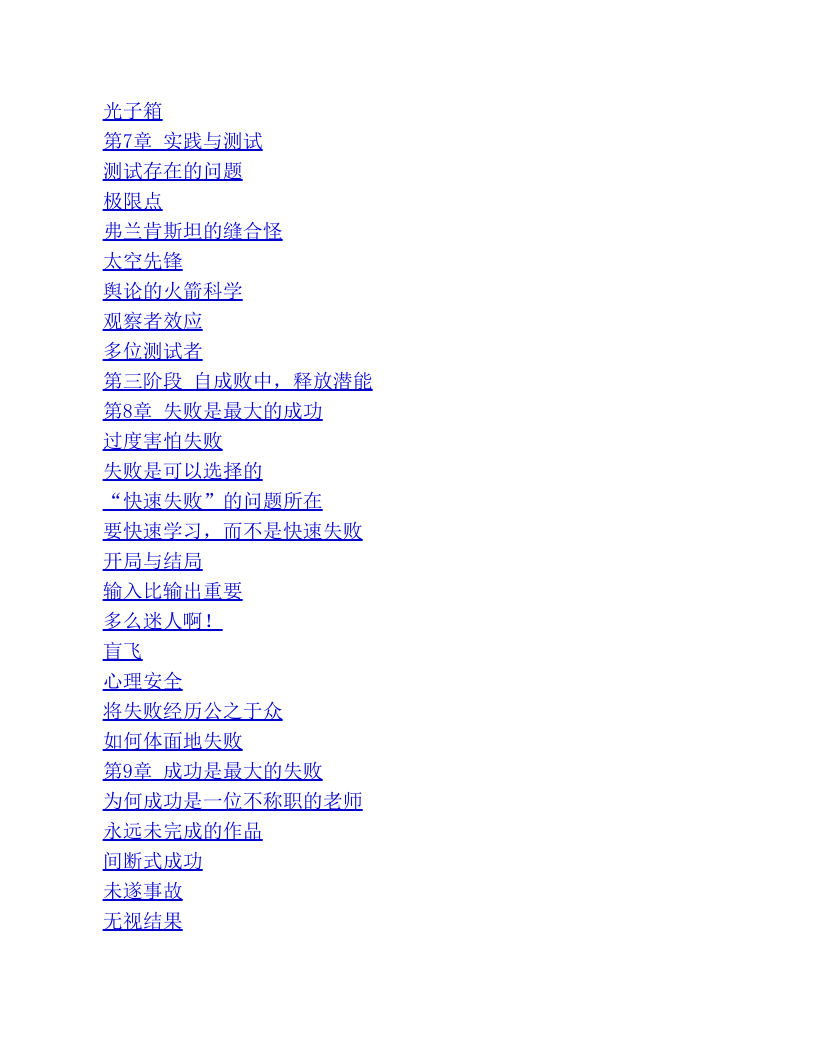 光子箱
第7章 实践与测试
测试存在的问题
极限点
弗兰肯斯坦的缝合怪
太空先锋
舆论的火箭科学
观察者效应
多位测试者
第三阶段 自成败中，释放潜能
第8章 失败是最大的成功
过度害怕失败
失败是可以选择的
“快速失败”的问题所在
要快速学习，而不是快速失败
开局与结局
输入比输出重要
多么迷人啊！
盲飞
心理安全
将失败经历公之于众
如何体面地失败
第9章 成功是最大的失败
为何成功是一位不称职的老师
永远未完成的作品
间断式成功
未遂事故
无视结果